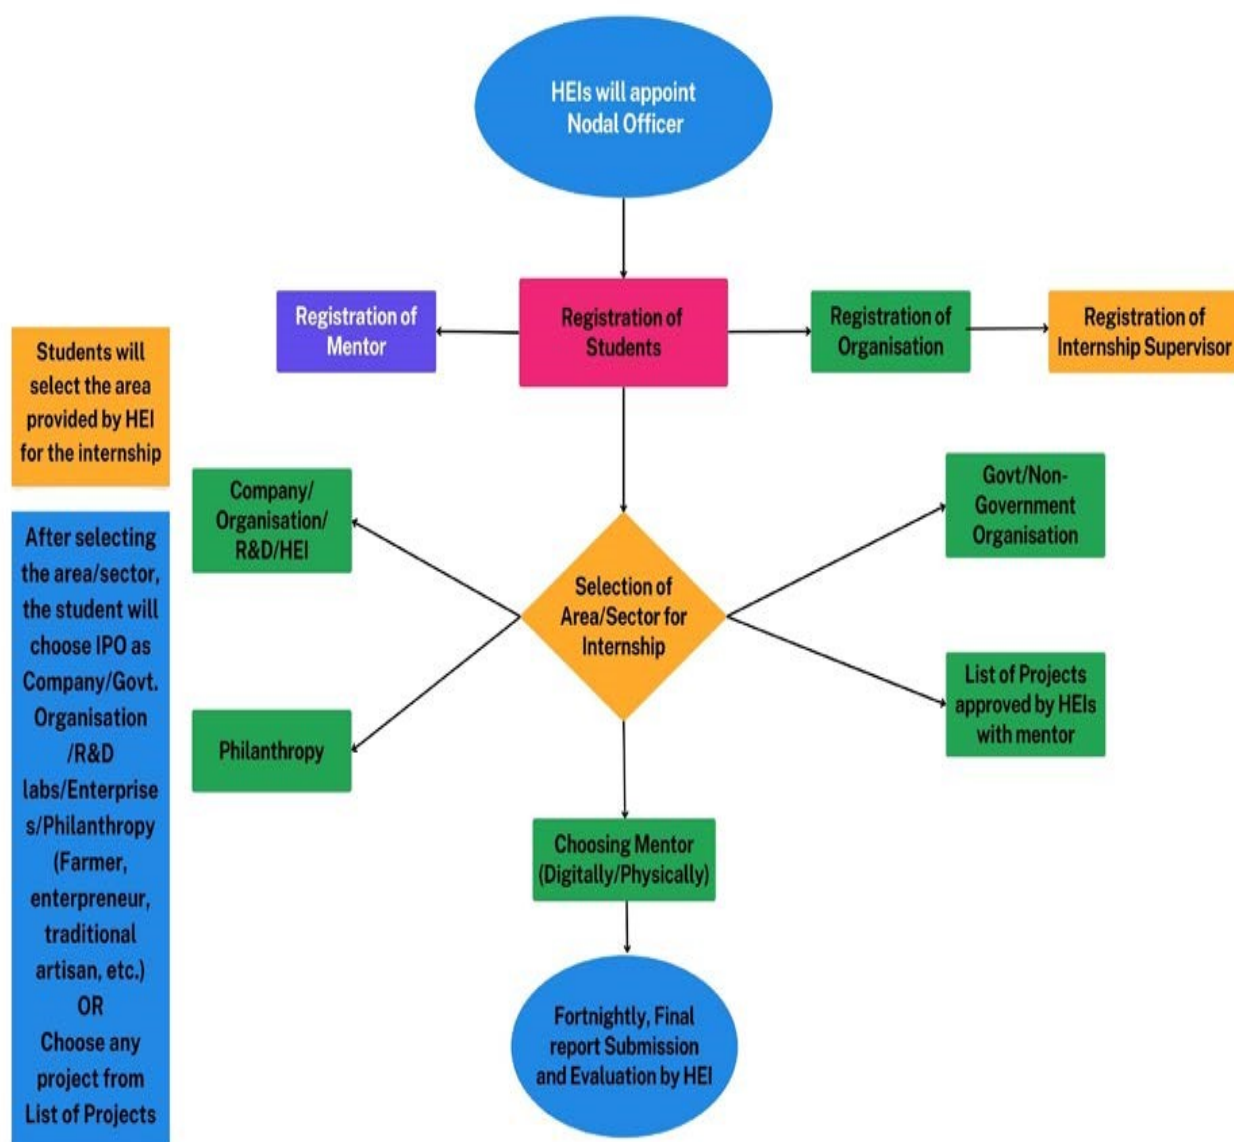 HEIs will appoint
Nodal Officer
Registration of
Mentor
Registration of
Students
Registration of
Organisation
Registration of
Internship Supervisor
Students will
select the area
provided by HEI
for the internship
After selecting
the area/sector,
the student will
choose IPO as
Company/Govt.
Organisation
/R&D
labs/Enterprise
s/Philanthropy
(Farmer,
enterpreneur,
traditional
artisan, etc.)
OR
Choose any
project from
List of Projects
Company/
Organisation/
R&D/HEI
Govt/Non-
Government
Organisation
Selection of
Area/Sector for
Internship
Philanthropy
List of Projects
approved by HEIs
with mentor
Choosing Mentor
(Digitally/Physically)
Fortnightly, Final
report Submission
and Evaluation by HEI